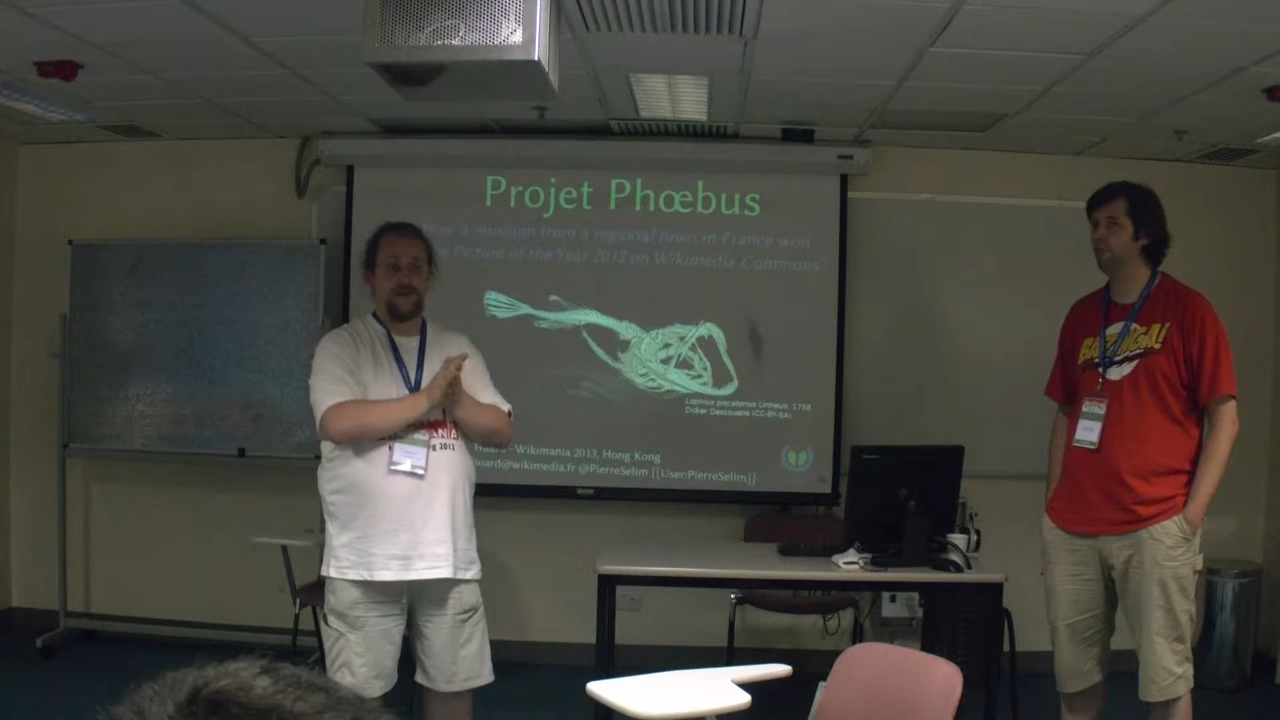 Projet Phœbus
a museum from a regional town in France won
Picture of the Year 2012 on Wikimedia Commons"
Lophius piscatorius Linneus, 1758
Didier Descouens (CC-BY-SA)
- Wikimania 2013, Hong Kong
@wikimedia.fr @PierreSelim [[User:PierreSelim]]
BAZINGA!
2013